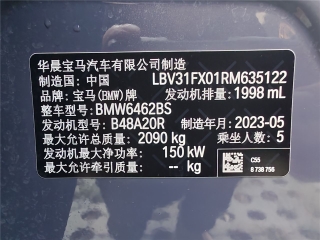 华晨宝马汽车有限公司制造
制造国：中国 LBV31FX01RM635122
品牌：宝马(BMW)牌 发动机排量：1998 mL
整车型号：BMW6462BS
发动机型号：B48A20R 制造年月：2023-05
最大允许总质量：2090 kg 乘坐人数：5
发动机最大净功率：150 kW
最大允许牵引质量：-- kg
C55
8 738 756